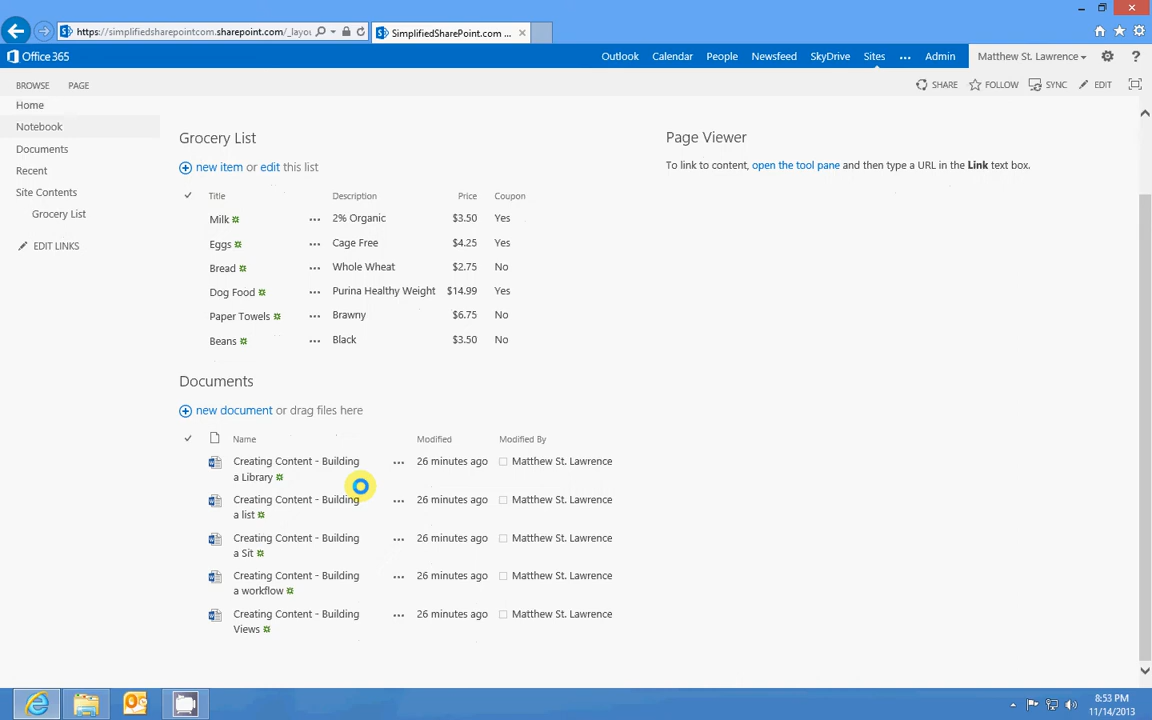 https://simplifiedsharepointcom.sharepoint.com/_layou
SimplifiedSharePoint.com ...
Office 365
Outlook Calendar People Newsfeed SkyDrive Sites ... Admin Matthew St. Lawrence ?
BROWSE PAGE
SHARE FOLLOW SYNC EDIT
Home
Notebook
Documents
Recent
Site Contents
Grocery List
EDIT LINKS
Grocery List
new item or edit this list
Title Description Price Coupon
Milk ... 2% Organic $3.50 Yes
Eggs ... Cage Free $4.25 Yes
Bread ... Whole Wheat $2.75 No
Dog Food ... Purina Healthy Weight $14.99 Yes
Paper Towels ... Brawny $6.75 No
Beans ... Black $3.50 No
Documents
new document or drag files here
Name Modified Modified By
Creating Content - Building ... 26 minutes ago Matthew St. Lawrence
a Library
Creating Content - Building ... 26 minutes ago Matthew St. Lawrence
a list
Creating Content - Building ... 26 minutes ago Matthew St. Lawrence
a Sit
Creating Content - Building ... 26 minutes ago Matthew St. Lawrence
a workflow
Creating Content - Building ... 26 minutes ago Matthew St. Lawrence
Views
Page Viewer
To link to content, open the tool pane and then type a URL in the Link text box.
8:53 PM
11/14/2013